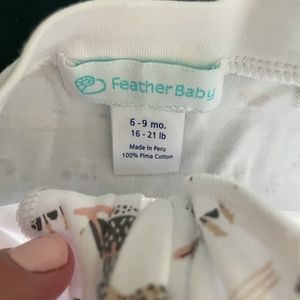 Feather Baby
6-9 mo.
16 - 21 lb
Made in Peru
100% Pima Cotton